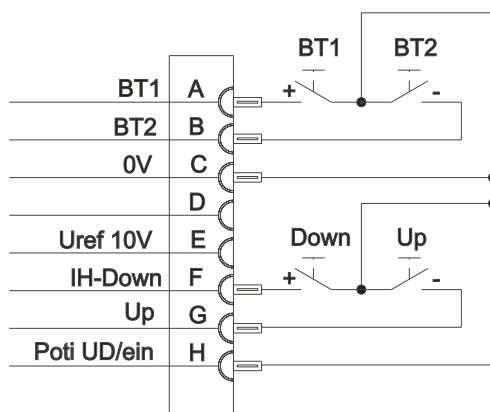 BT1 BT2
BT1 A + -
BT2 B
0V C
D
Uref 10V E Down Up
IH-Down F + -
Up G
Poti UD/ein H